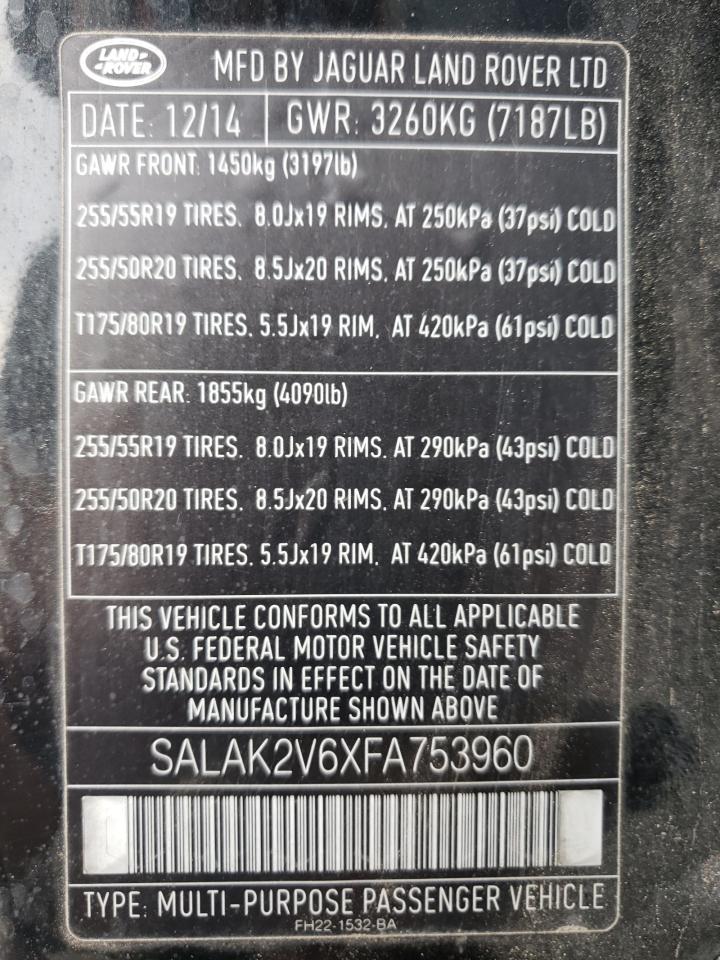 LAND ROVER
MFD BY JAGUAR LAND ROVER LTD
DATE: 12/14 GWR: 3260KG (7187LB)
GAWR FRONT: 1450kg (3197lb)
255/55R19 TIRES, 8.0Jx19 RIMS, AT 250kPa (37psi) COLD
255/50R20 TIRES, 8.5Jx20 RIMS, AT 250kPa (37psi) COLD
T175/80R19 TIRES, 5.5Jx19 RIM, AT 420kPa (61psi) COLD
GAWR REAR: 1855kg (4090lb)
255/55R19 TIRES, 8.0Jx19 RIMS, AT 290kPa (43psi) COLD
255/50R20 TIRES, 8.5Jx20 RIMS, AT 290kPa (43psi) COLD
T175/80R19 TIRES, 5.5Jx19 RIM, AT 420kPa (61psi) COLD
THIS VEHICLE CONFORMS TO ALL APPLICABLE
U.S. FEDERAL MOTOR VEHICLE SAFETY
STANDARDS IN EFFECT ON THE DATE OF
MANUFACTURE SHOWN ABOVE
SALAK2V6XFA753960
TYPE: MULTI-PURPOSE PASSENGER VEHICLE
FH22-1532-BA